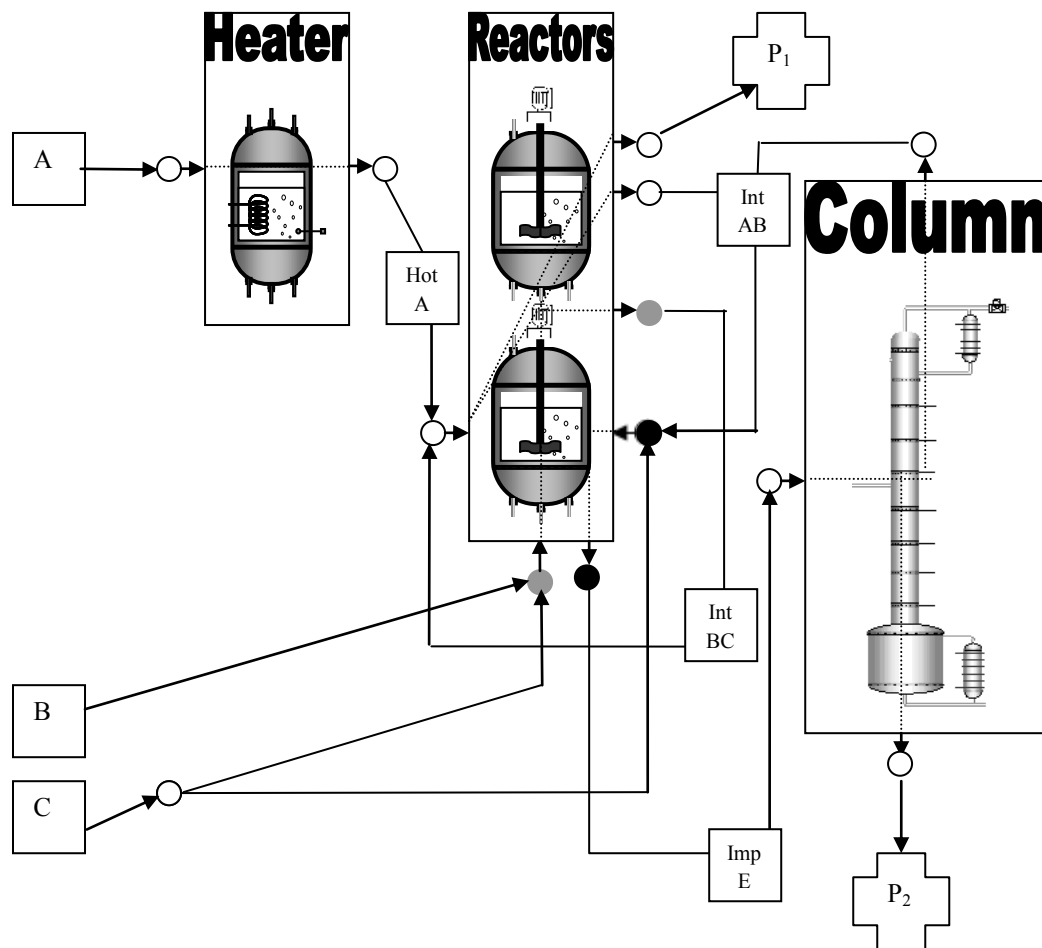 Heater
Reactors
P1
A
Int
AB
Column
Hot
A
Int
BC
B
C
Imp
E
P2